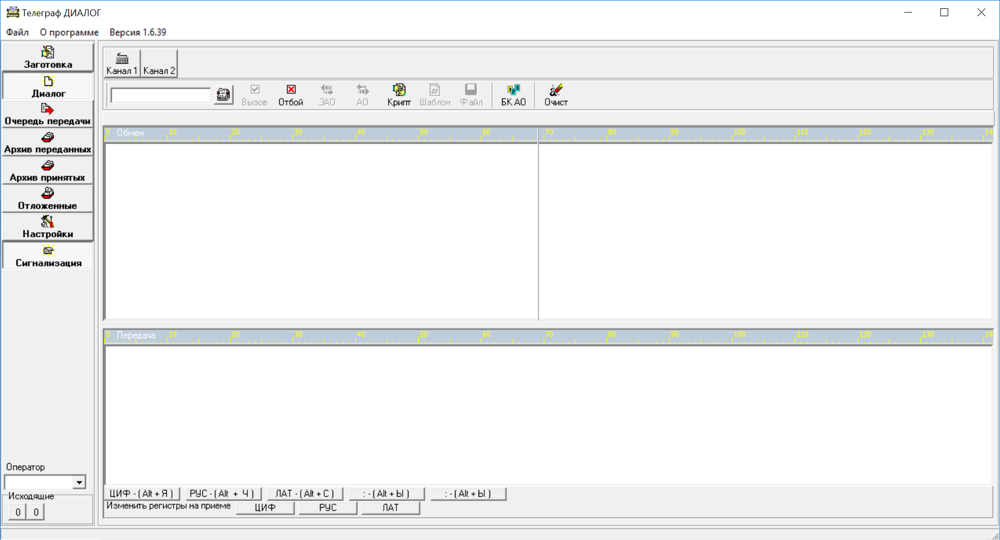 Телеграф ДИАЛОГ
Файл О программе Версия 1.6.39
Заготовка
Диалог
Очередь передачи
Архив переданных
Архив принятых
Отложенные
Настройки
Сигнализация
Оператор
Исходящие
0 0
Канал 1 Канал 2
Вызов Отбой ЗАО АО Крипт Шаблон Файл БК АО Очист
0 Обмен 10 20 30 40 50 60 70 80 90 100 110 120 130 14
0 Передача 10 20 30 40 50 60 70 80 90 100 110 120 130 14
ЦИФ - ( Alt + Я ) РУС - ( Alt + Ч ) ЛАТ - ( Alt + С ) : - ( Alt + Ы ) : - ( Alt + Ы )
Изменить регистры на приеме ЦИФ РУС ЛАТ